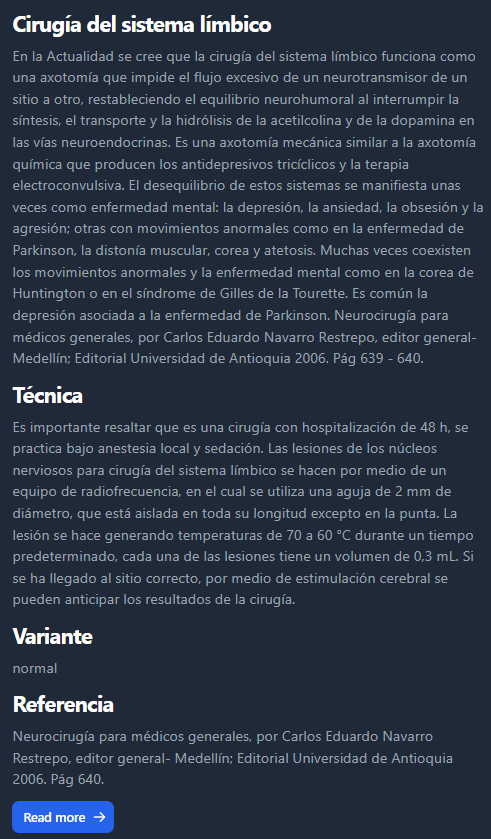 Cirugía del sistema límbico
En la Actualidad se cree que la cirugía del sistema límbico funciona como
una axotomía que impide el flujo excesivo de un neurotransmisor de un
sitio a otro, restableciendo el equilibrio neurohumoral al interrumpir la
síntesis, el transporte y la hidrólisis de la acetilcolina y de la dopamina en
las vías neuroendocrinas. Es una axotomía mecánica similar a la axotomía
química que producen los antidepresivos tricíclicos y la terapia
electroconvulsiva. El desequilibrio de estos sistemas se manifiesta unas
veces como enfermedad mental: la depresión, la ansiedad, la obsesión y la
agresión; otras con movimientos anormales como en la enfermedad de
Parkinson, la distonía muscular, corea y atetosis. Muchas veces coexisten
los movimientos anormales y la enfermedad mental como en la corea de
Huntington o en el síndrome de Gilles de la Tourette. Es común la
depresión asociada a la enfermedad de Parkinson. Neurocirugía para
médicos generales, por Carlos Eduardo Navarro Restrepo, editor general-
Medellín; Editorial Universidad de Antioquia 2006. Pág 639 - 640.
Técnica
Es importante resaltar que es una cirugía con hospitalización de 48 h, se
practica bajo anestesia local y sedación. Las lesiones de los núcleos
nerviosos para cirugía del sistema límbico se hacen por medio de un
equipo de radiofrecuencia, en el cual se utiliza una aguja de 2 mm de
diámetro, que está aislada en toda su longitud excepto en la punta. La
lesión se hace generando temperaturas de 70 a 60 °C durante un tiempo
predeterminado, cada una de las lesiones tiene un volumen de 0,3 mL. Si
se ha llegado al sitio correcto, por medio de estimulación cerebral se
pueden anticipar los resultados de la cirugía.
Variante
normal
Referencia
Neurocirugía para médicos generales, por Carlos Eduardo Navarro
Restrepo, editor general- Medellín; Editorial Universidad de Antioquia
2006. Pág 640.
Read more →